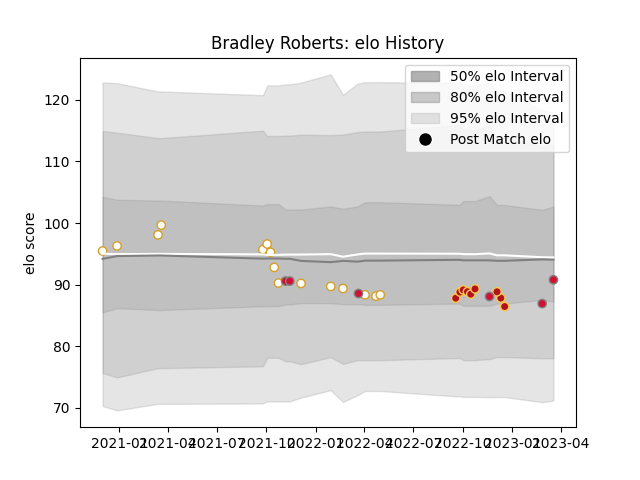 Bradley Roberts: elo History
50% elo Interval
80% elo Interval
95% elo Interval
Post Match elo
elo score
120
110
100
90
80
70
2021-01 2021-04 2021-07 2021-10 2022-01 2022-04 2022-07 2022-10 2023-01 2023-04